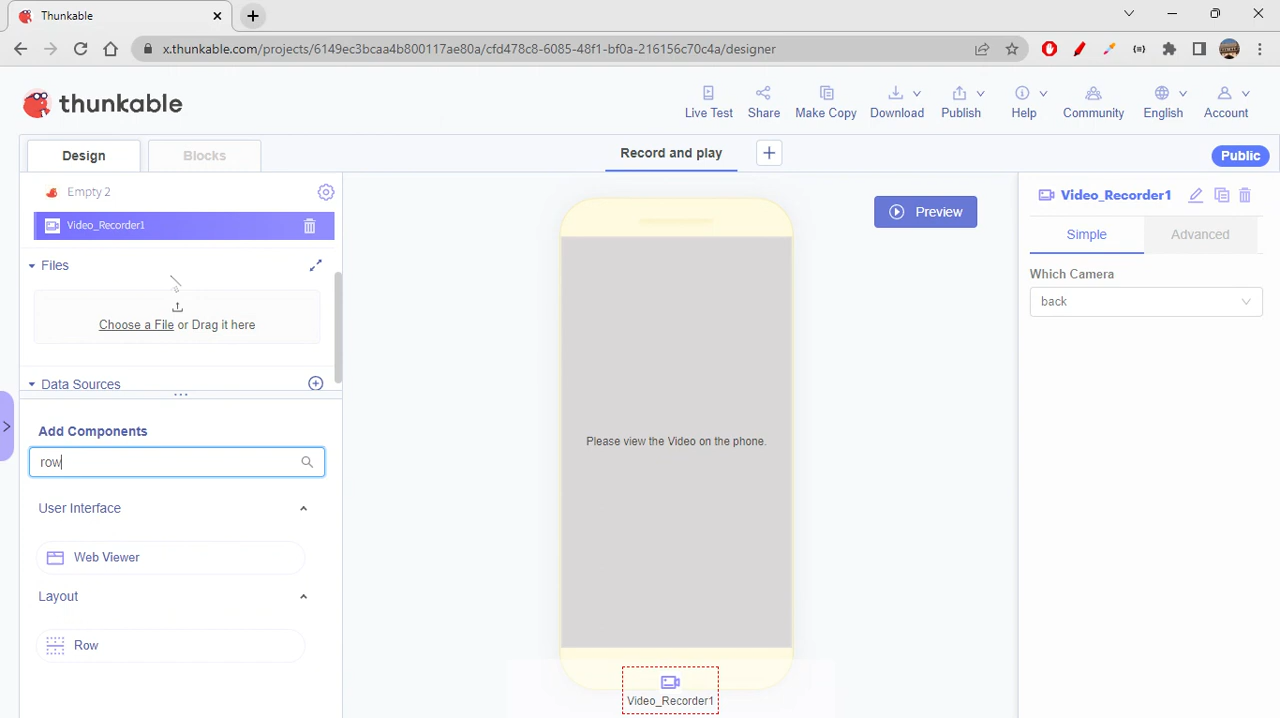 Thunkable
x.thunkable.com/projects/6149ec3bcaa4b800117ae80a/cfd478c8-6085-48f1-bf0a-216156c70c4a/designer
thunkable
Live Test
Share
Make Copy
Download
Publish
Help
Community
English
Account
Design
Blocks
Record and play
Public
Empty 2
Video_Recorder1
Files
Choose a File or Drag it here
Data Sources
Add Components
row
User Interface
Web Viewer
Layout
Row
Preview
Please view the Video on the phone.
Video_Recorder1
Video_Recorder1
Simple
Advanced
Which Camera
back